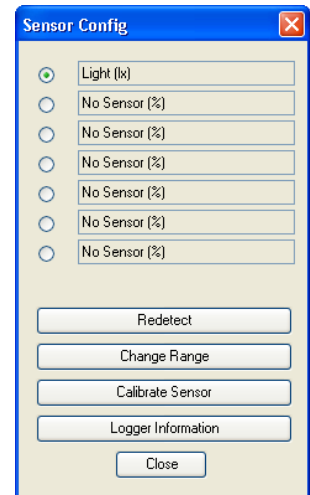 Sensor Config
Light (lx)
No Sensor (%)
No Sensor (%)
No Sensor (%)
No Sensor (%)
No Sensor (%)
No Sensor (%)
Redetect
Change Range
Calibrate Sensor
Logger Information
Close